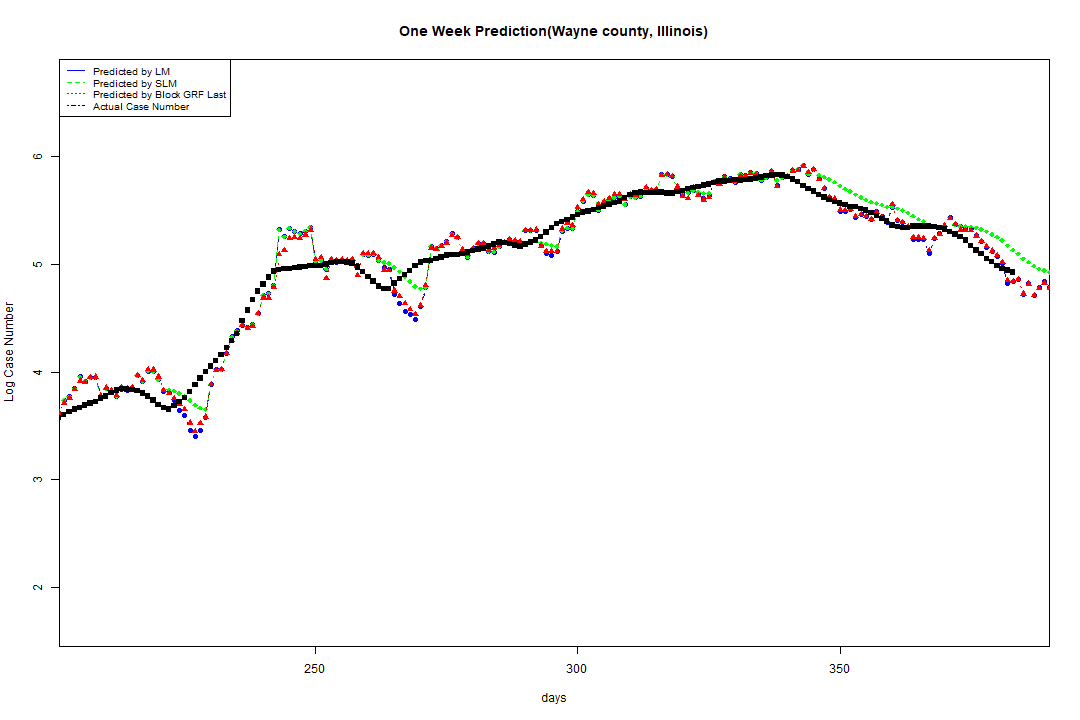 One Week Prediction(Wayne county, Illinois)
Predicted by LM
Predicted by SLM
Predicted by Block GRF Last
Actual Case Number
6
5
4
3
2
Log Case Number
250
300
350
days